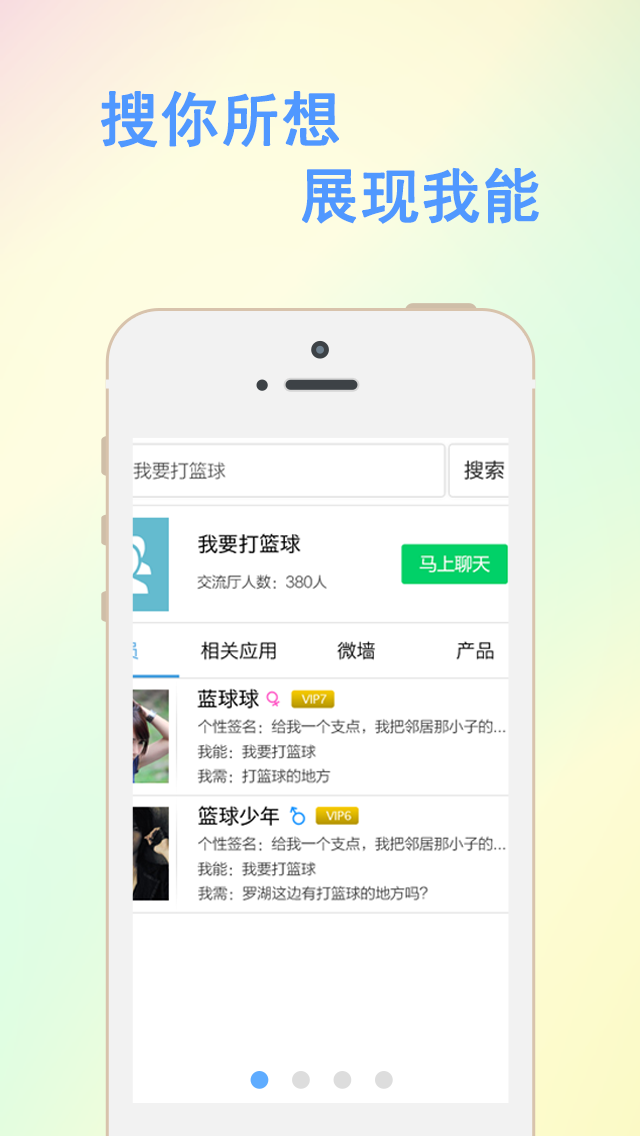 搜你所想
展现我能
我要打篮球
搜索
我要打篮球
交流厅人数：380人
马上聊天
相关应用
微墙
产品
蓝球球 VIP7
个性签名：给我一个支点，我把邻居那小子的...
我能：我要打篮球
我需：打篮球的地方
篮球少年 VIP6
个性签名：给我一个支点，我把邻居那小子的...
我能：我要打篮球
我需：罗湖这边有打篮球的地方吗?